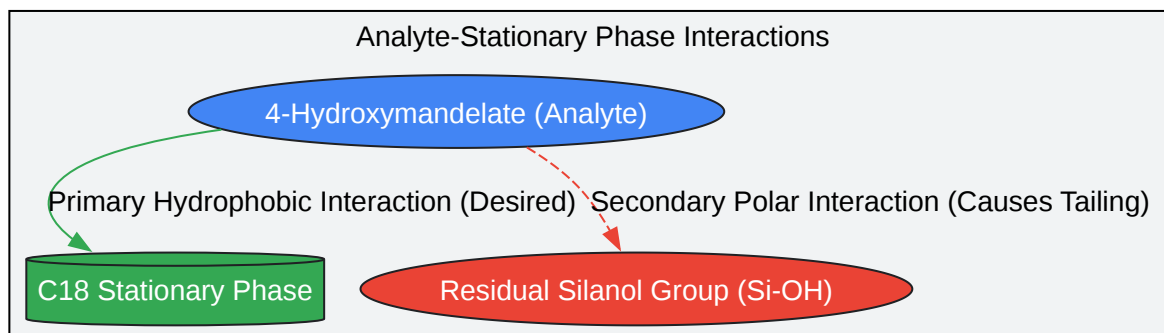 Analyte-Stationary Phase Interactions
4-Hydroxymandelate (Analyte)
Primary Hydrophobic Interaction (Desired)
Secondary Polar Interaction (Causes Tailing)
C18 Stationary Phase
Residual Silanol Group (Si-OH)